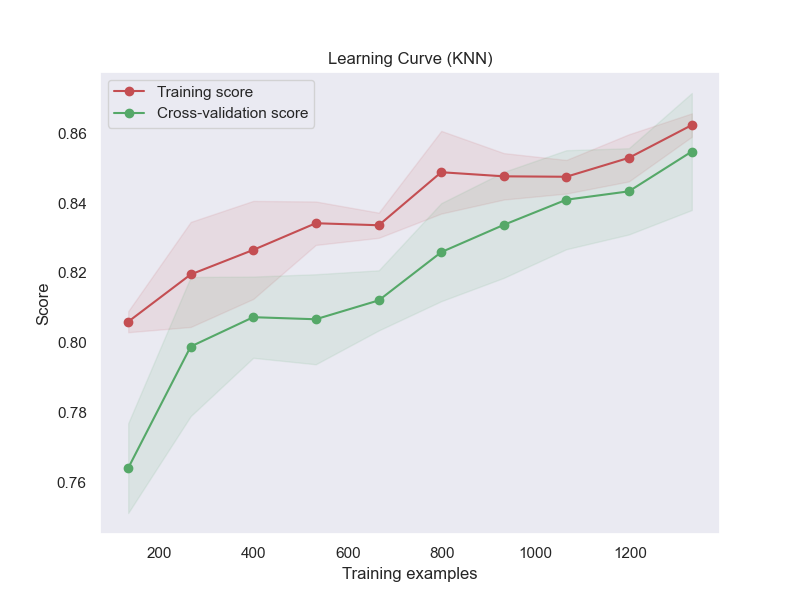 Learning Curve (KNN)
Training score
Cross-validation score
0.86
0.84
0.82
0.80
0.78
0.76
Score
200 400 600 800 1000 1200
Training examples